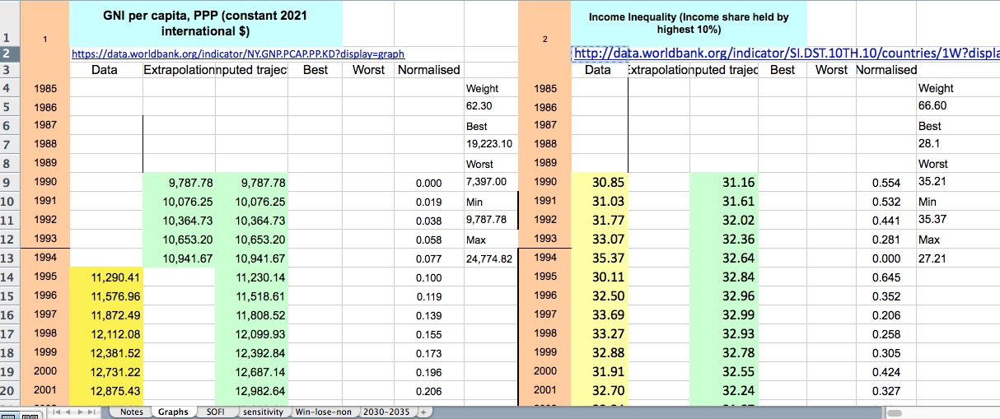 GNI per capita, PPP (constant 2021
international $)
Income Inequality (Income share held by
highest 10%)
1 1 2
2 https://data.worldbank.org/indicator/NY.GNP.PCAP.PP.KD?display=graph http://data.worldbank.org/indicator/SI.DST.10TH.10/countries/1W?displa
3 Data Extrapolation nputed trajec Best Worst Normalised Data Extrapolation nputed trajec Best Worst Normalised
4 1985 Weight 1985 Weight
5 1986 62.30 1986 66.60
6 1987 Best 1987 Best
7 1988 19,223.10 1988 28.1
8 1989 Worst 1989 Worst
9 1990 9,787.78 9,787.78 0.000 7,397.00 1990 30.85 31.16 0.554 35.21
10 1991 10,076.25 10,076.25 0.019 Min 1991 31.03 31.61 0.532 Min
11 1992 10,364.73 10,364.73 0.038 9,787.78 1992 31.77 32.02 0.441 35.37
12 1993 10,653.20 10,653.20 0.058 Max 1993 33.07 32.36 0.281 Max
13 1994 10,941.67 10,941.67 0.077 24,774.82 1994 35.37 32.64 0.000 27.21
14 1995 11,290.41 11,230.14 0.100 1995 30.11 32.84 0.645
15 1996 11,576.96 11,518.61 0.119 1996 32.50 32.96 0.352
16 1997 11,872.49 11,808.52 0.139 1997 33.69 32.99 0.206
17 1998 12,112.08 12,099.93 0.155 1998 33.27 32.93 0.258
18 1999 12,381.52 12,392.84 0.173 1999 32.88 32.78 0.305
19 2000 12,731.22 12,687.14 0.196 2000 31.91 32.55 0.424
20 2001 12,875.43 12,982.64 0.206 2001 32.70 32.24 0.327
Notes Graphs SOFI sensitivity Win-lose-non 2030-2035 +